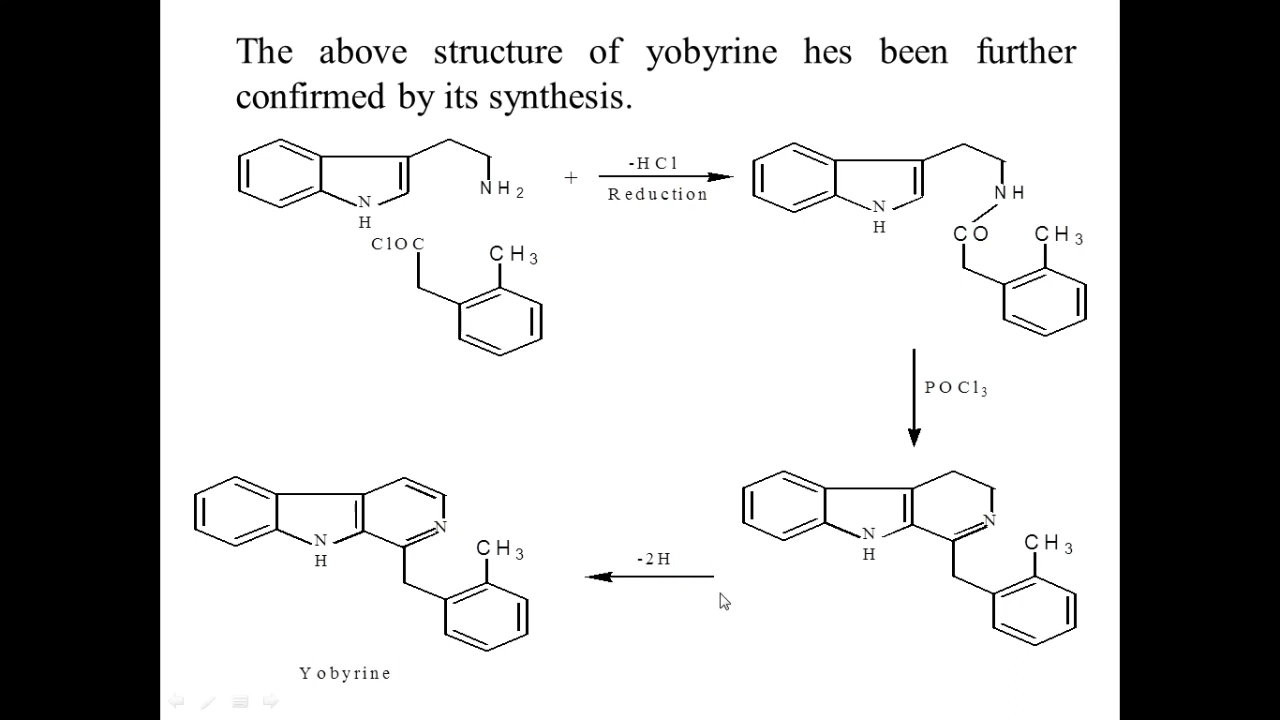 The above structure of yobyrine hes been further
confirmed by its synthesis.
-HCl
+
Reduction
NH2
N
H
ClOC
CH3
N
H
NH
CO
CH3
POCl3
N
H
N
CH3
-2H
N
H
N
CH3
Yobyrine